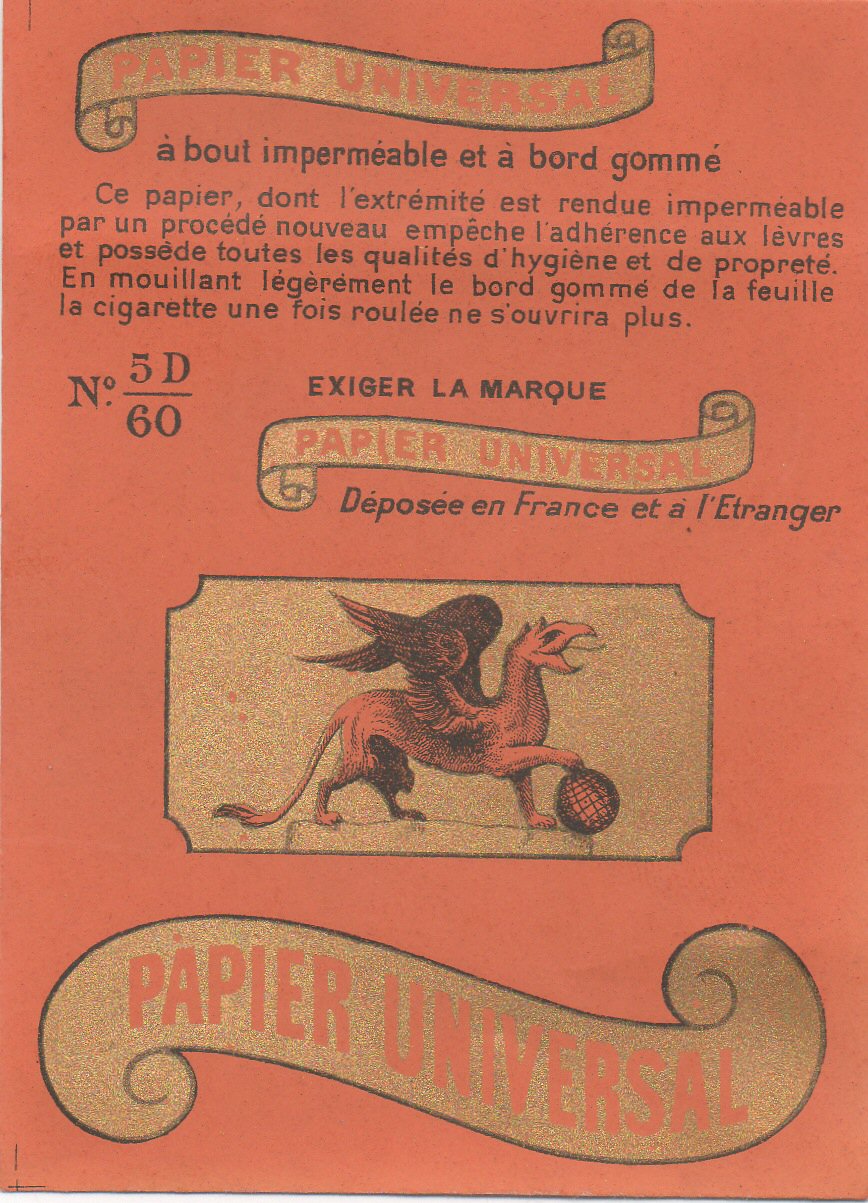 PAPIER UNIVERSAL
à bout imperméable et à bord gommé
Ce papier, dont l'extrémité est rendue imperméable
par un procédé nouveau empêche l'adhérence aux lèvres
et possède toutes les qualités d'hygiène et de propreté.
En mouillant légèrément le bord gommé de la feuille
la cigarette une fois roulée ne s'ouvrira plus.
Nº. 5 D
60
EXIGER LA MARQUE
PAPIER UNIVERSAL
Déposée en France et à l'Etranger
PAPIER UNIVERSAL